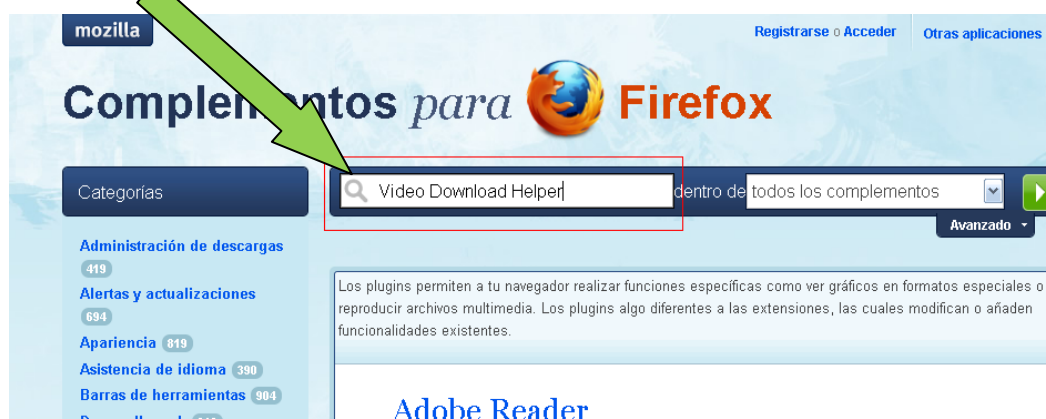 mozilla
Registrarse o Acceder
Otras aplicaciones
Complementos para Firefox
Categorías
Video Download Helper
dentro de todos los complementos
Avanzado
Administración de descargas
419
Alertas y actualizaciones
694
Apariencia 819
Asistencia de idioma 390
Barras de herramientas 904
Los plugins permiten a tu navegador realizar funciones específicas como ver gráficos en formatos especiales o
reproducir archivos multimedia. Los plugins algo diferentes a las extensiones, las cuales modifican o añaden
funcionalidades existentes.
Adobe Reader